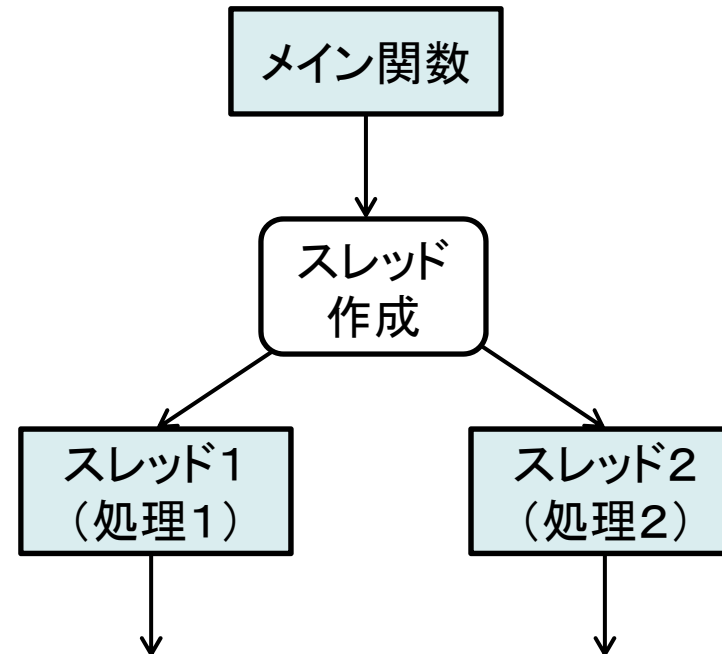 メイン関数
スレッド
作成
スレッド１
（処理１）
スレッド２
（処理２）